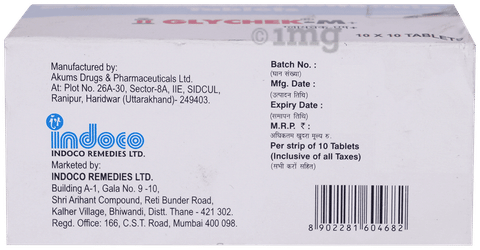 GLYCHEK-M
1mg
10 X 10 TABLETS
Manufactured by:
Akums Drugs & Pharmaceuticals Ltd.
At: Plot No. 26A-30, Sector-8A, IIE, SIDCUL,
Ranipur, Haridwar (Uttarakhand)- 249403.
indoco
INDOCO REMEDIES LTD.
Marketed by:
INDOCO REMEDIES LTD.
Building A-1, Gala No. 9 -10,
Shri Arihant Compound, Reti Bunder Road,
Kalher Village, Bhiwandi, Distt. Thane - 421 302.
Regd. Office: 166, C.S.T. Road, Mumbai 400 098.
Batch No. :
(घान संख्या)
Mfg. Date :
(उत्पादन तिथि)
Expiry Date :
(समापन तिथि)
M.R.P. ₹ :
अधिकतम खुदरा मूल्य रु.
Per strip of 10 Tablets
(Inclusive of all Taxes)
(सभी करों सहित)
8 902281 604682